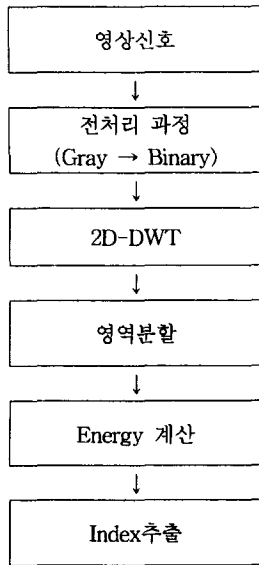 영상신호
↓
전처리 과정
(Gray → Binary)
↓
2D-DWT
↓
영역분할
↓
Energy 계산
↓
Index추출